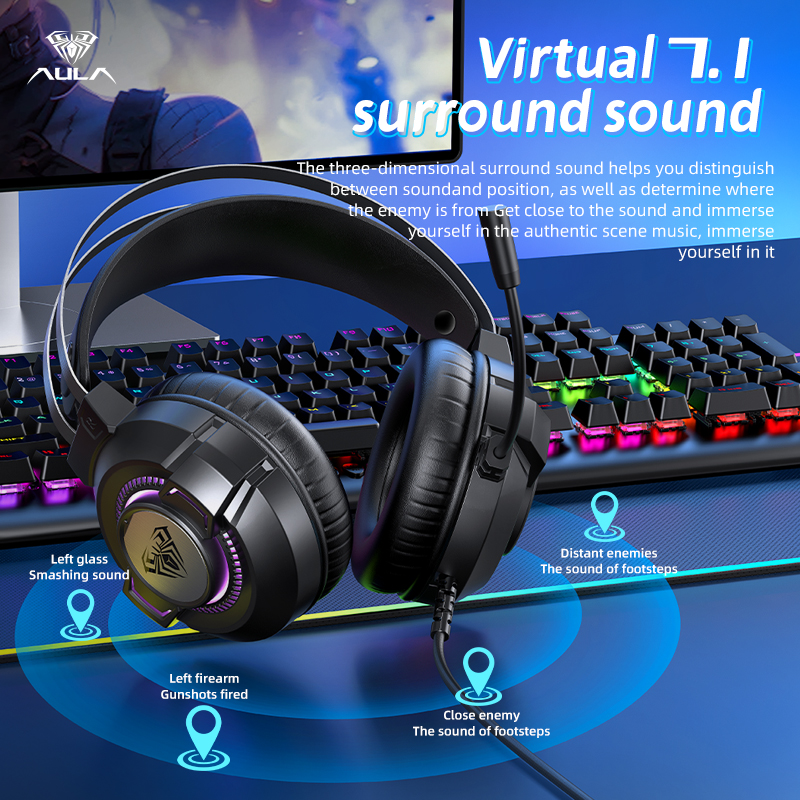 AULA
Virtual 7.1
surround sound
The three-dimensional surround sound helps you distinguish
between soundand position, as well as determine where
the enemy is from Get close to the sound and immerse
yourself in the authentic scene music, immerse
yourself in it
Left glass
Smashing sound
Distant enemies
The sound of footsteps
Left firearm
Gunshots fired
Close enemy
The sound of footsteps